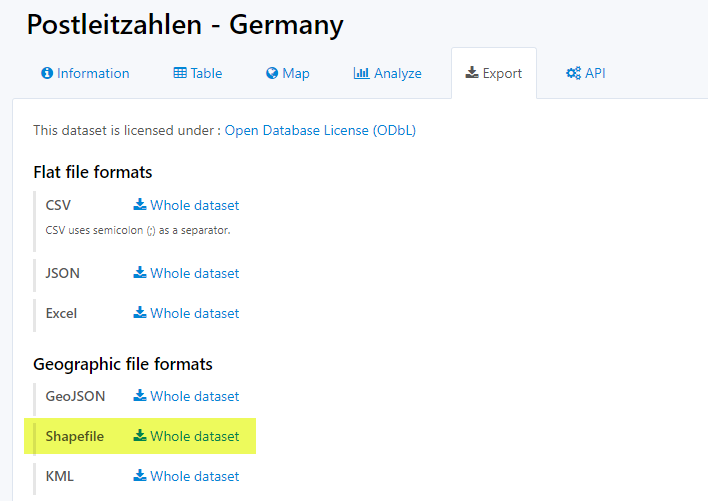 Postleitzahlen - Germany
Information Table Map Analyze Export API
This dataset is licensed under : Open Database License (ODbL)
Flat file formats
CSV Whole dataset
CSV uses semicolon (;) as a separator.
JSON Whole dataset
Excel Whole dataset
Geographic file formats
GeoJSON Whole dataset
Shapefile Whole dataset
KML Whole dataset